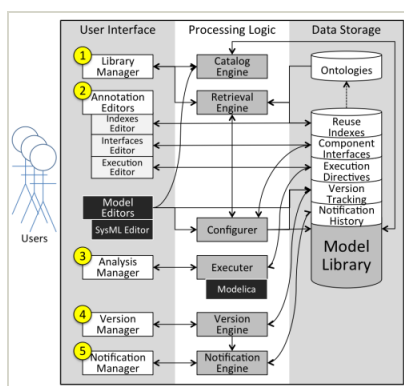 User Interface
Processing Logic
Data Storage
1
Library
Manager
Catalog
Engine
Ontologies
2
Annotation
Editors
Retrieval
Engine
Indexes
Editor
Interfaces
Editor
Execution
Editor
Reuse
Indexes
Component
Interfaces
Execution
Directives
Version
Tracking
Notification
History
Model
Library
Users
Model
Editors
SysML Editor
Configurer
3
Analysis
Manager
Executer
Modelica
4
Version
Manager
Version
Engine
5
Notification
Manager
Notification
Engine